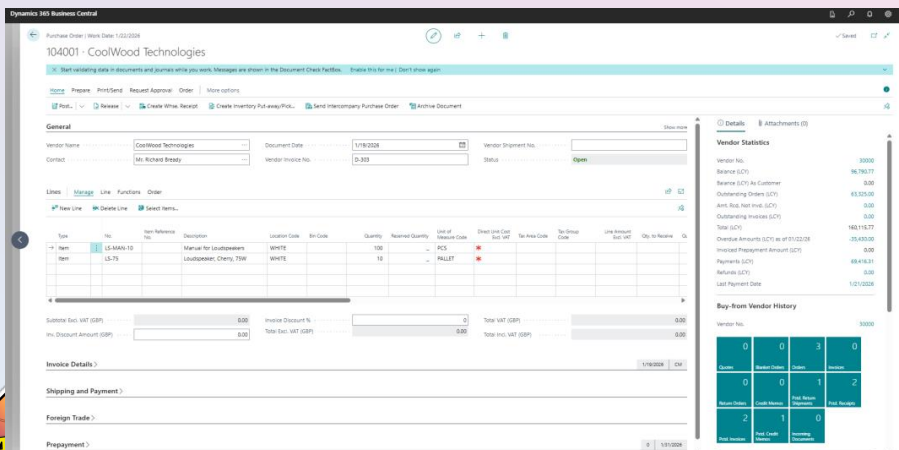 Dynamics 365 Business Central
Purchase Order | Work Date: 1/22/2026
Saved
104001 · CoolWood Technologies
Start validating data in documents and journals while you work. Messages are shown in the Document Check FactBox. Enable this for me | Don't show again
Home Prepare Print/Send Request Approval Order More options
Post... Release Create Whse. Receipt Create Inventory Put-away/Pick... Send Intercompany Purchase Order Archive Document
General
Show more
Vendor Name CoolWood Technologies
Document Date 1/19/2026
Vendor Shipment No.
Contact Mr. Richard Bready
Vendor Invoice No. D-303
Status Open
Lines Manage Line Functions Order
New Line Delete Line Select items...
Type No. Item Reference No. Description Location Code Bin Code Quantity Reserved Quantity Unit of Measure Code Direct Unit Cost Excl. VAT Tax Area Code Tax Group Code Line Amount Excl. VAT Qty. to Receive
Item LS-MAN-10 Manual for Loudspeakers WHITE 100 _ PCS
Item LS-75 Loudspeaker, Cherry, 75W WHITE 10 _ PALLET
Subtotal Excl. VAT (GBP) 0.00
Invoice Discount % 0
Total VAT (GBP) 0.00
Inv. Discount Amount (GBP) 0.00
Total Excl. VAT (GBP) 0.00
Total Incl. VAT (GBP) 0.00
Invoice Details > 1/19/2026 CM
Shipping and Payment >
Foreign Trade >
Prepayment > 0 1/31/2026
Details Attachments (0)
Vendor Statistics
Vendor No. 30000
Balance (LCY) 96,790.77
Balance (LCY) As Customer 0.00
Outstanding Orders (LCY) 63,325.00
Amt. Rcd. Not Invd. (LCY) 0.00
Outstanding Invoices (LCY) 0.00
Total (LCY) 160,115.77
Overdue Amounts (LCY) as of 01/22/26
Invoiced Prepayment Amount (LCY) 0.00
Payments (LCY) 69,416.31
Refunds (LCY) 0.00
Last Payment Date 1/21/2026
Buy-from Vendor History
Vendor No. 30000
0 0 3 0
Quotes Blanket Orders Orders Invoices
0 0 1 2
Return Orders Credit Memos Pstd. Return Shipments Pstd. Receipts
2 1 0
Pstd. Invoices Pstd. Credit Memos Incoming Documents